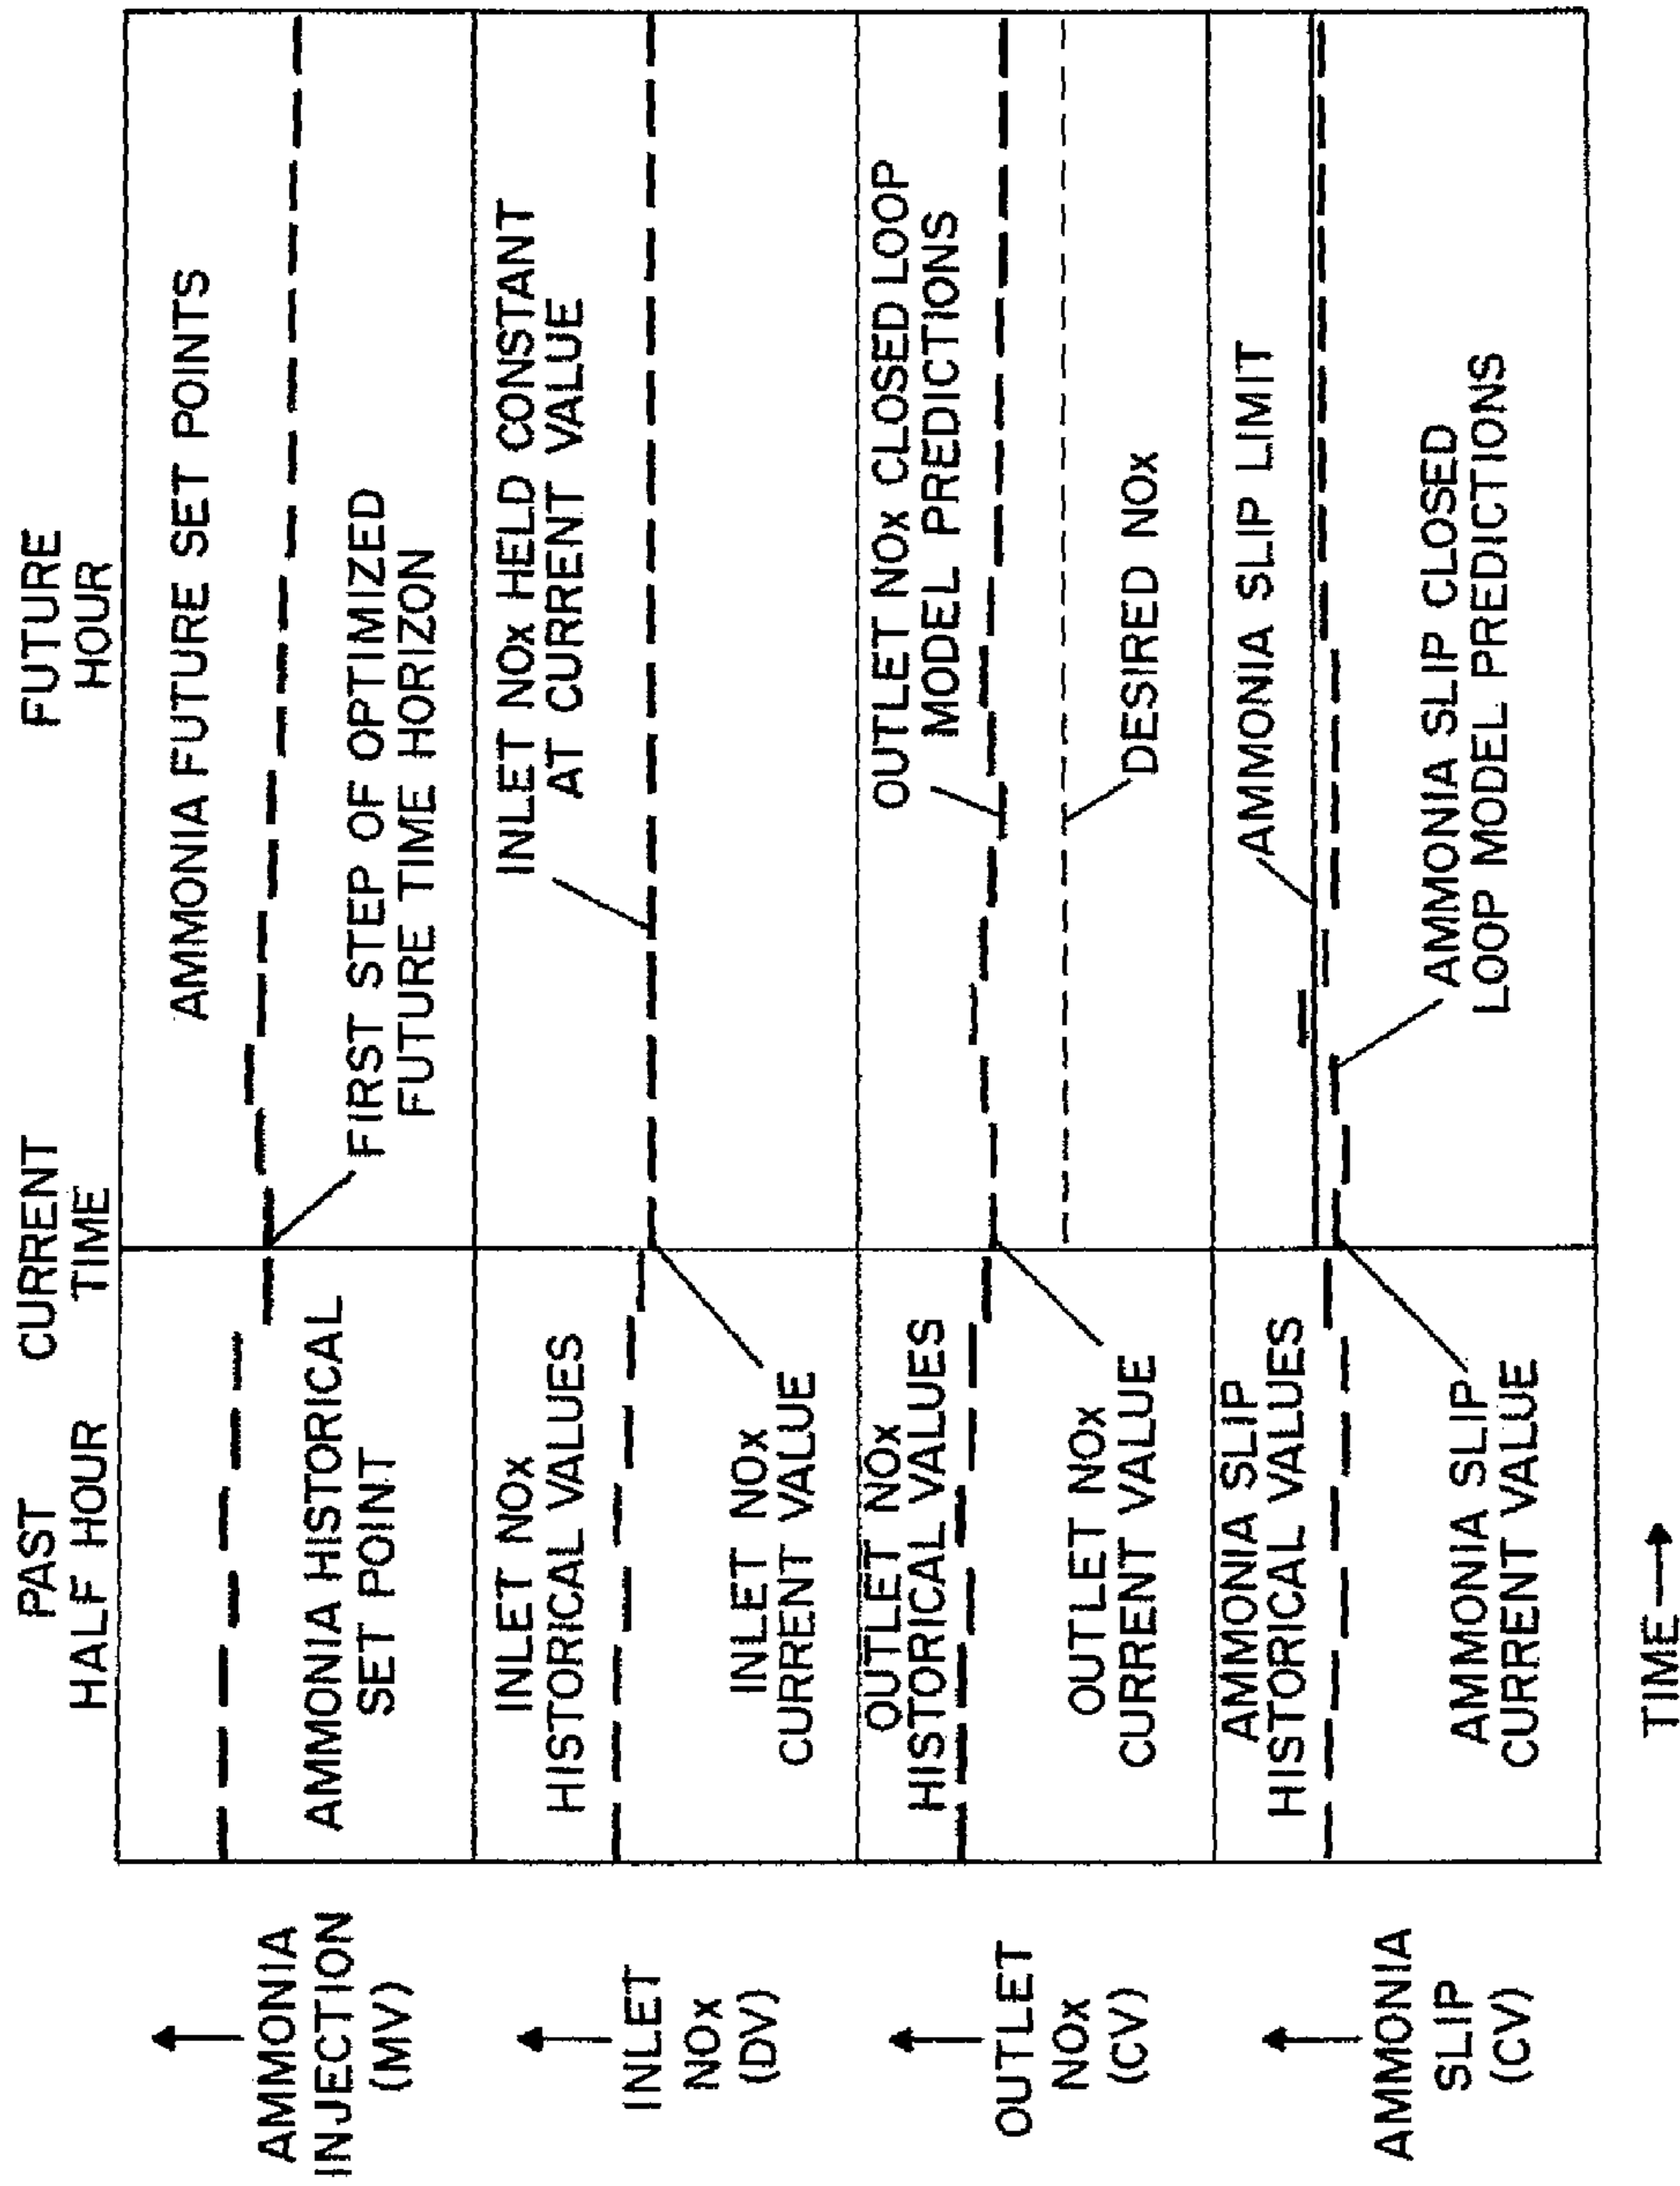 PAST
HALF HOUR
CURRENT
TIME
FUTURE
HOUR
AMMONIA
INJECTION
(MV)
AMMONIA HISTORICAL
SET POINT
AMMONIA FUTURE SET POINTS
FIRST STEP OF OPTIMIZED
FUTURE TIME HORIZON
INLET
NOx
(DV)
INLET NOx
HISTORICAL VALUES
INLET NOx
CURRENT VALUE
INLET NOx HELD CONSTANT
AT CURRENT VALUE
OUTLET
NOx
(CV)
OUTLET NOx
HISTORICAL VALUES
OUTLET NOx
CURRENT VALUE
OUTLET NOx CLOSED LOOP
MODEL PREDICTIONS
DESIRED NOx
AMMONIA
SLIP
(CV)
AMMONIA SLIP
HISTORICAL VALUES
AMMONIA SLIP
CURRENT VALUE
AMMONIA SLIP LIMIT
AMMONIA SLIP CLOSED
LOOP MODEL PREDICTIONS
TIME